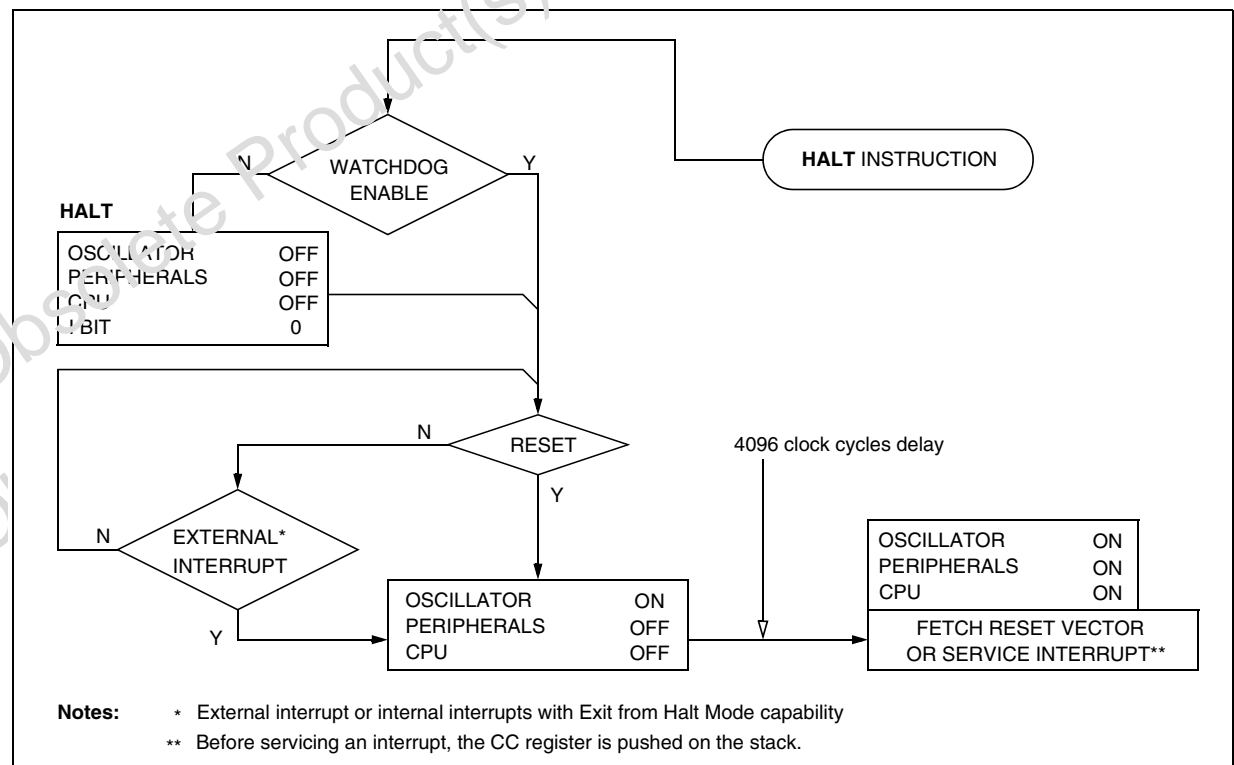 Obsolete Product(s)
HALT INSTRUCTION
WATCHDOG
ENABLE
N
Y
HALT
OSCILLATOR OFF
PERIPHERALS OFF
CPU OFF
I BIT 0
RESET
N
Y
4096 clock cycles delay
EXTERNAL*
INTERRUPT
N
Y
OSCILLATOR ON
PERIPHERALS OFF
CPU OFF
OSCILLATOR ON
PERIPHERALS ON
CPU ON
FETCH RESET VECTOR
OR SERVICE INTERRUPT**
Notes: * External interrupt or internal interrupts with Exit from Halt Mode capability
** Before servicing an interrupt, the CC register is pushed on the stack.